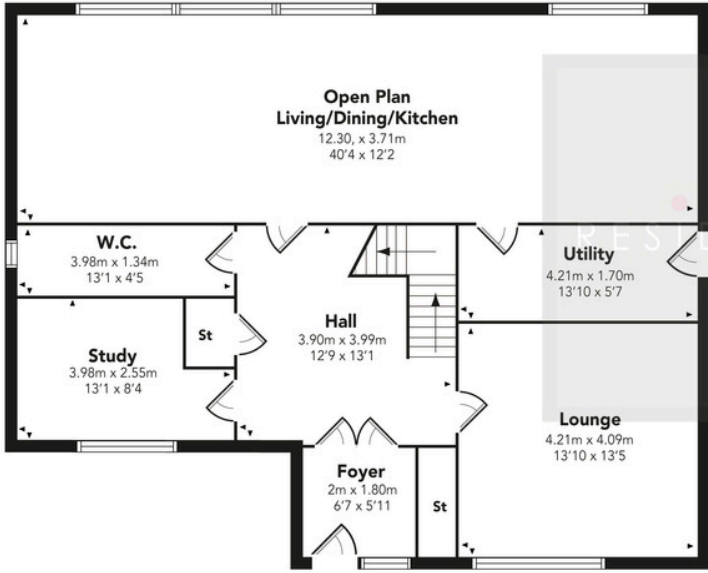 Open Plan
Living/Dining/Kitchen
12.30, x 3.71m
40'4 x 12'2
W.C.
3.98m x 1.34m
13'1 x 4'5
Utility
4.21m x 1.70m
13'10 x 5'7
St
Hall
3.90m x 3.99m
12'9 x 13'1
Study
3.98m x 2.55m
13'1 x 8'4
Lounge
4.21m x 4.09m
13'10 x 13'5
Foyer
2m x 1.80m
6'7 x 5'11
St